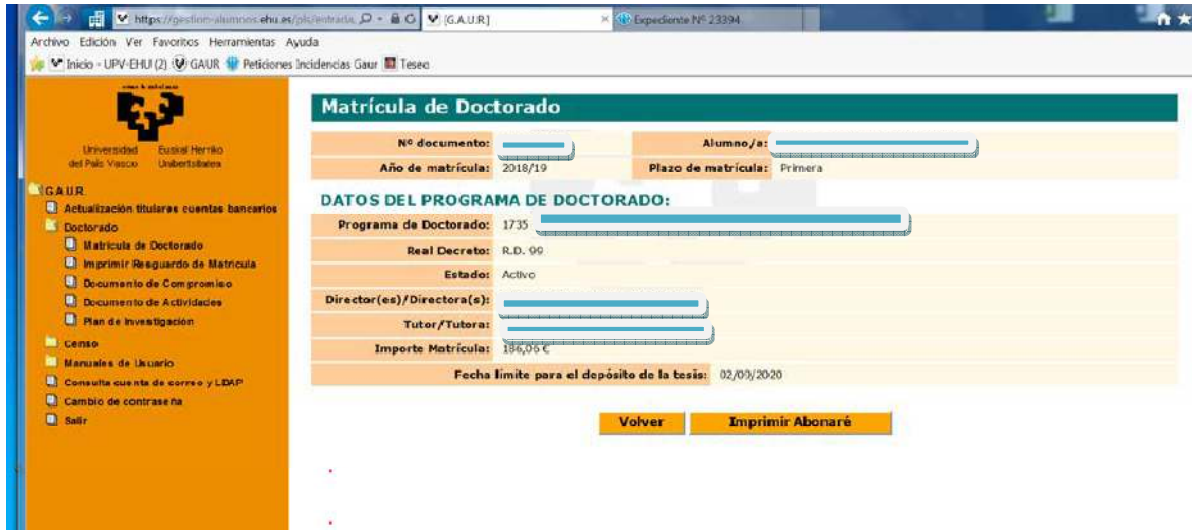 https://gestion-alumnos.ehu.es/pls/entrada
[G.A.U.R]
Expediente Nº 23394
Archivo Edición Ver Favoritos Herramientas Ayuda
Inicio - UPV-EHU (2) GAUR Peticiones Incidencias Gaur Teseo
Universidad Euskal Herriko
del País Vasco Unibertsitatea
G.A.U.R.
Actualización titulares cuentas bancarios
Doctorado
Matrícula de Doctorado
Imprimir Resguardo de Matrícula
Documento de Compromiso
Documento de Actividades
Plan de Investigación
Censo
Manuales de Usuario
Consulta cuenta de correo y LDAP
Cambio de contraseña
Salir
Matrícula de Doctorado
Nº documento: Alumno/a:
Año de matrícula: 2018/19 Plazo de matrícula: Primera
DATOS DEL PROGRAMA DE DOCTORADO:
Programa de Doctorado: 1735
Real Decreto: R.D. 99
Estado: Activo
Director(es)/Directora(s):
Tutor/Tutora:
Importe Matrícula: 186,06 €
Fecha límite para el depósito de la tesis: 02/09/2020
Volver Imprimir Abonaré